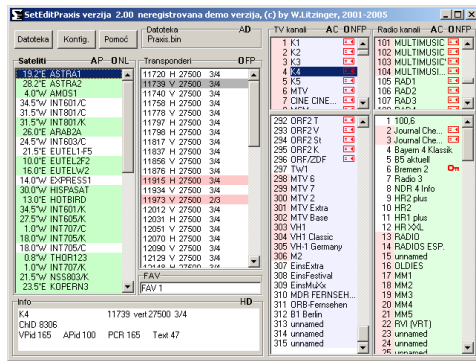 SetEditPraxis verzija 2.00 neregistrovana demo verzija, (c) by W.Litzinger, 2001-2005
Datoteka Konfig. Pomoć
Datoteka AD
Praxis.bin
Sateliti AP ONL
19.2°E ASTRA1
28.2°E ASTRA2
4.0°W AMOS1
34.5°W INT601/C
31.5°W INT801/C
31.5°W INT801/K
26.0°E ARAB2A
24.5°W INT603/C
21.5°E EUTEL1-F5
10.0°E EUTEL2F2
16.0°E EUTELW2
14.0°W EXPRESS1
30.0°W HISPASAT
13.0°E HOTBIRD
34.5°W INT601/K
27.5°W INT605/K
1.0°W INT707/C
18.0°W INT705/K
18.0°W INT705/C
0.8°W THOR123
1.0°W INT707/K
21.5°W NSS803/K
23.5°E KOPERN3
Transponderi OFP
11720 H 27500 3/4
11739 V 27500 3/4
11740 V 27500 3/4
11758 H 27500 3/4
11778 V 27500 3/4
11797 H 27500 3/4
11798 H 27500 3/4
11817 V 27500 3/4
11837 H 27500 3/4
11856 V 27500 3/4
11876 H 27500 3/4
11915 H 27500 3/4
11934 V 27500 3/4
11973 V 27500 2/3
12012 V 27500 3/4
12031 H 27500 3/4
12051 V 27500 3/4
12070 H 27500 3/4
12090 V 27500 3/4
12129 V 27500 3/4
12148 H 27500 3/4
FAV
FAV 1
Info HD
K4 11739 vert 27500 3/4
ChID 8306
VPid 165 APid 100 PCR 165 Text 47
TV kanali AC ONFP
1 K1
2 K2
3 K3
4 K4
5 K5
6 MTV
7 CINE CINE...
292 ORF2 T
293 ORF2 V
294 ORF2 St
295 ORF2 K
296 ORF/ZDF
297 TW1
298 MTV 6
299 MTV 7
300 MTV 2
301 MTV Extra
302 MTV Base
303 VH1
304 VH1 Classic
305 VH-1 Germany
306 M2
307 EinsExtra
308 EinsFestival
309 EinsMuXx
310 MDR FERNSEH...
311 ORB-Fernsehen
312 B1 Berlin
313 unnamed
314 unnamed
315 unnamed
Radio kanali AC ONFP
101 MULTIMUSIC
102 MULTIMUSIC
103 MULTIMUSIC
104 MULTIMUSI...
105 RAD1
106 RAD2
107 RAD3
1 100,6
2 Journal Che...
3 Journal Che...
4 Bayern 4 Klassik
5 B5 aktuell
6 Bremen 2
7 Radio 3
8 NDR 4 Info
9 HR2 plus
10 HR2
11 HR1 plus
12 HR XXL
13 RADIO
14 RADIOS ESP.
15 unnamed
16 OLDIES
17 MM1
18 MM2
19 MM3
20 MM4
21 MM5
22 RVI (VRT)
23 unnamed
24 unnamed
25 unnamed